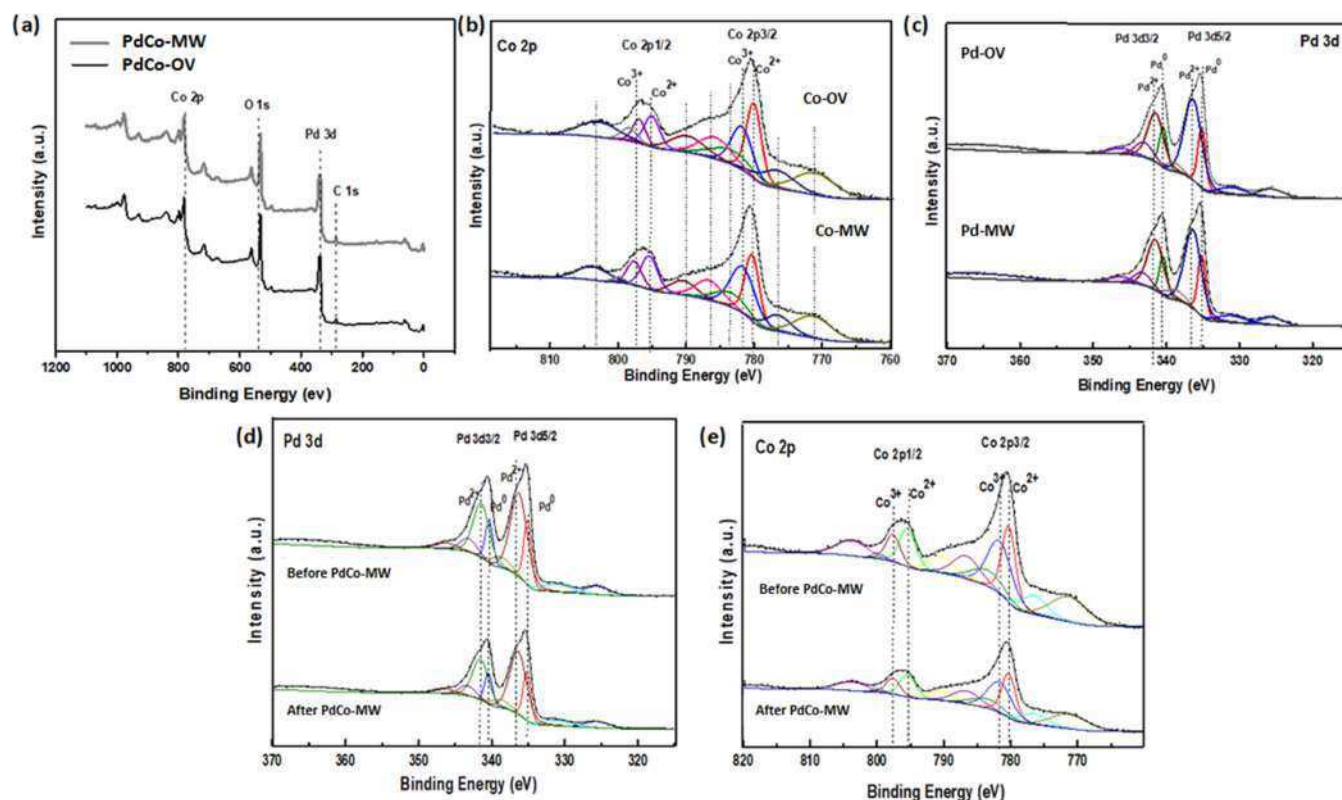 (a)
PdCo-MW
PdCo-OV
Co 2p
O 1s
Pd 3d
C 1s
Intensity (a.u.)
1200 1000 800 600 400 200 0
Binding Energy (ev)
(b)
Co 2p
Co 2p1/2
Co 2p3/2
Co3+
Co2+
Co3+
Co2+
Co-OV
Co-MW
Intensity (a.u.)
810 800 790 780 770 760
Binding Energy (eV)
(c)
Pd-OV
Pd 3d3/2
Pd 3d5/2
Pd 3d
Pd2+
Pd0
Pd2+
Pd0
Pd-MW
Intensity (a.u.)
370 360 350 340 330 320
Binding Energy (eV)
(d)
Pd 3d
Pd 3d3/2
Pd 3d5/2
Pd2+
Pd0
Pd2+
Pd0
Before PdCo-MW
After PdCo-MW
Intensity (a.u.)
370 360 350 340 330 320
Binding Energy (eV)
(e)
Co 2p
Co 2p1/2
Co 2p3/2
Co3+
Co2+
Co3+
Co2+
Before PdCo-MW
After PdCo-MW
Intensity (a.u.)
820 810 800 790 780 770
Binding Energy (eV)